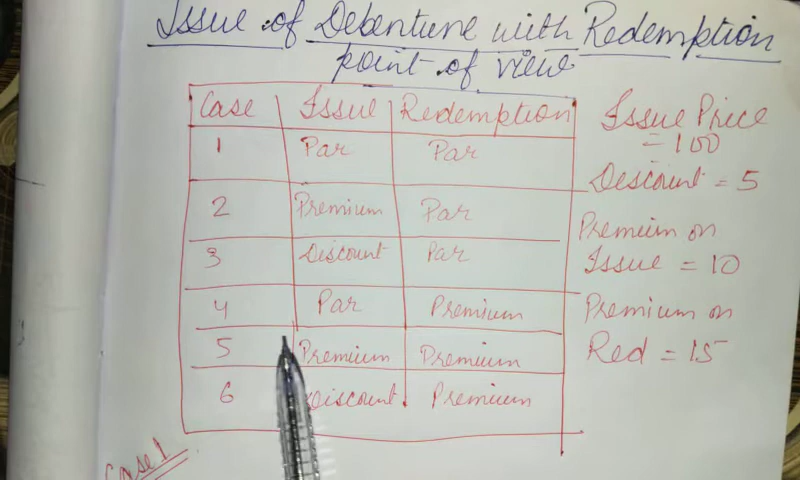 Issue of Debenture with Redemption
point of view
Case Issue Redemption
1 Par Par
2 Premium Par
3 Discount Par
4 Par Premium
5 Premium Premium
6 Discount Premium
Issue Price
= 100
Descount = 5
Premium on
Issue = 10
Premium on
Red = 15
Case 1